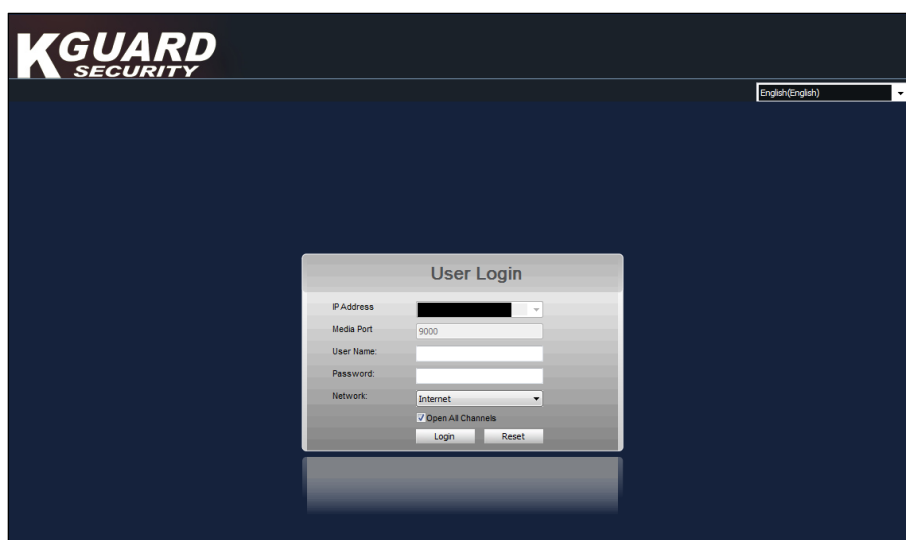 KGUARD
SECURITY
English(English)
User Login
IP Address
Media Port 9000
User Name:
Password:
Network: Internet
Open All Channels
Login Reset